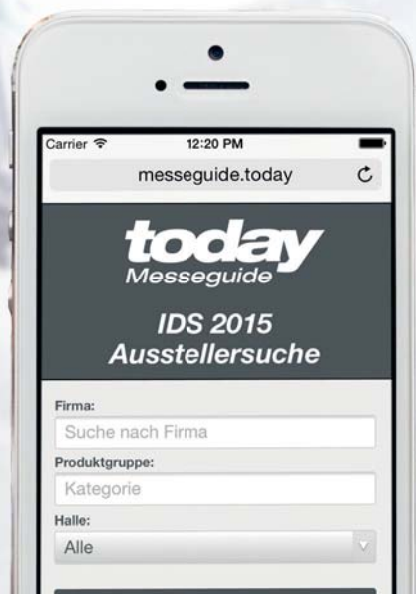 Carrier 12:20 PM
messeguide.today
today
Messeguide
IDS 2015
Ausstellersuche
Firma:
Suche nach Firma
Produktgruppe:
Kategorie
Halle:
Alle